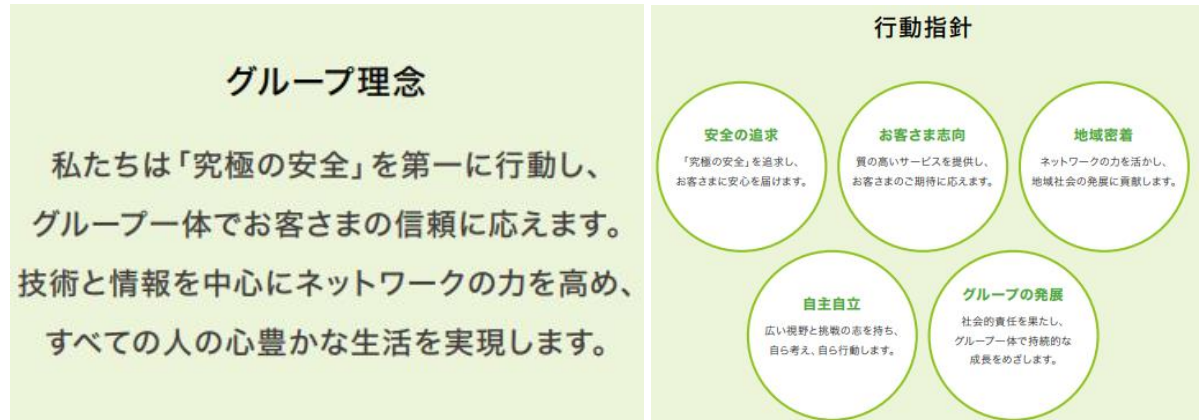 グループ理念
私たちは「究極の安全」を第一に行動し、
グループ一体でお客さまの信頼に応えます。
技術と情報を中心にネットワークの力を高め、
すべての人の心豊かな生活を実現します。
行動指針
安全の追求
「究極の安全」を追求し、
お客さまに安心を届けます。
お客さま志向
質の高いサービスを提供し、
お客さまのご期待に応えます。
地域密着
ネットワークの力を活かし、
地域社会の発展に貢献します。
自主自立
広い視野と挑戦の志を持ち、
自ら考え、自ら行動します。
グループの発展
社会的責任を果たし、
グループ一体で持続的な
成長をめざします。